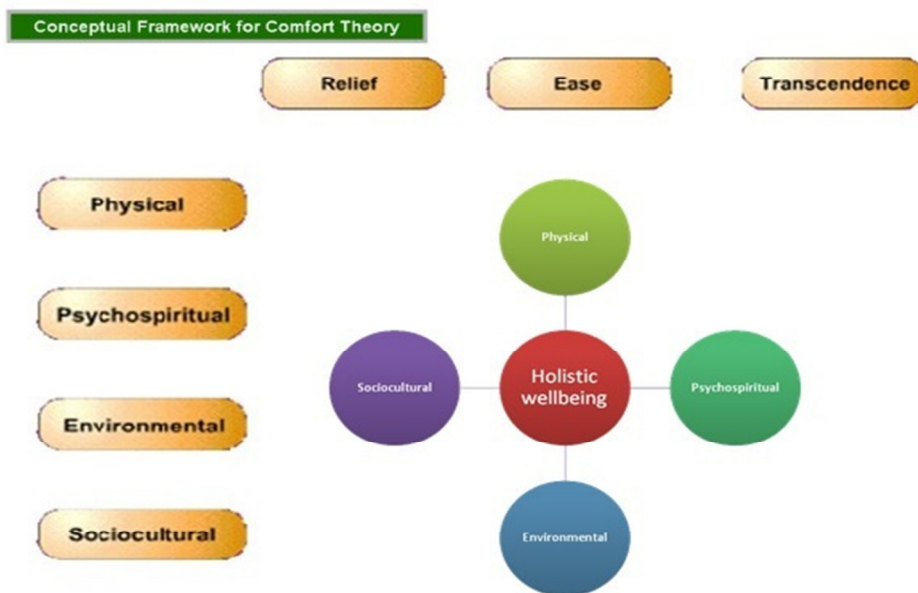 Conceptual Framework for Comfort Theory
Relief
Ease
Transcendence
Physical
Psychospiritual
Environmental
Sociocultural
Physical
Sociocultural
Holistic
wellbeing
Psychospiritual
Environmental